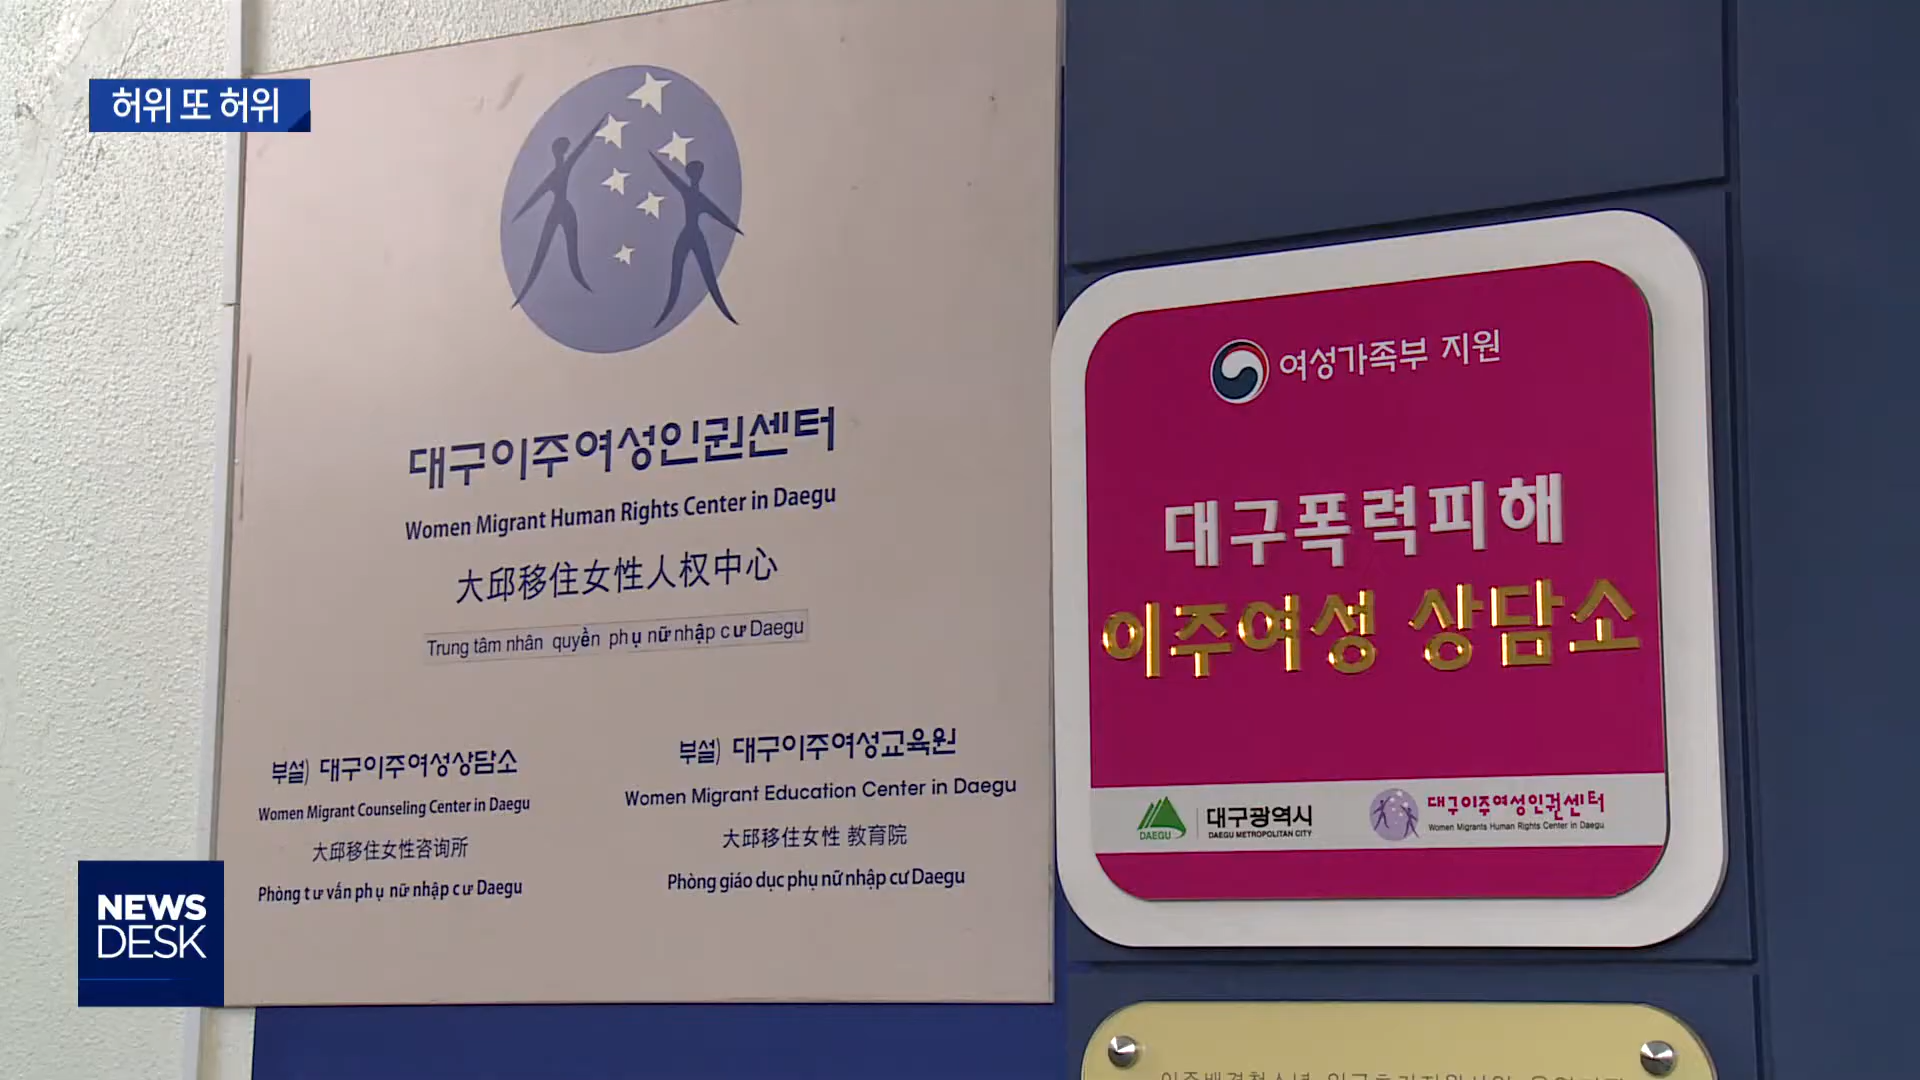 허위 또 허위
대구이주여성인권센터
Women Migrant Human Rights Center in Daegu
大邱移住女性人权中心
Trung tâm nhân quyền phụ nữ nhập cư Daegu
부설) 대구이주여성상담소
Women Migrant Counseling Center in Daegu
大邱移住女性咨询所
Phòng tư vấn phụ nữ nhập cư Daegu
부설) 대구이주여성교육원
Women Migrant Education Center in Daegu
大邱移住女性 教育院
Phòng giáo dục phụ nữ nhập cư Daegu
여성가족부 지원
대구폭력피해
이주여성 상담소
DAEGU
대구광역시
DAEGU METROPOLITAN CITY
대구이주여성인권센터
Women Migrants Human Rights Center in Daegu
NEWS
DESK